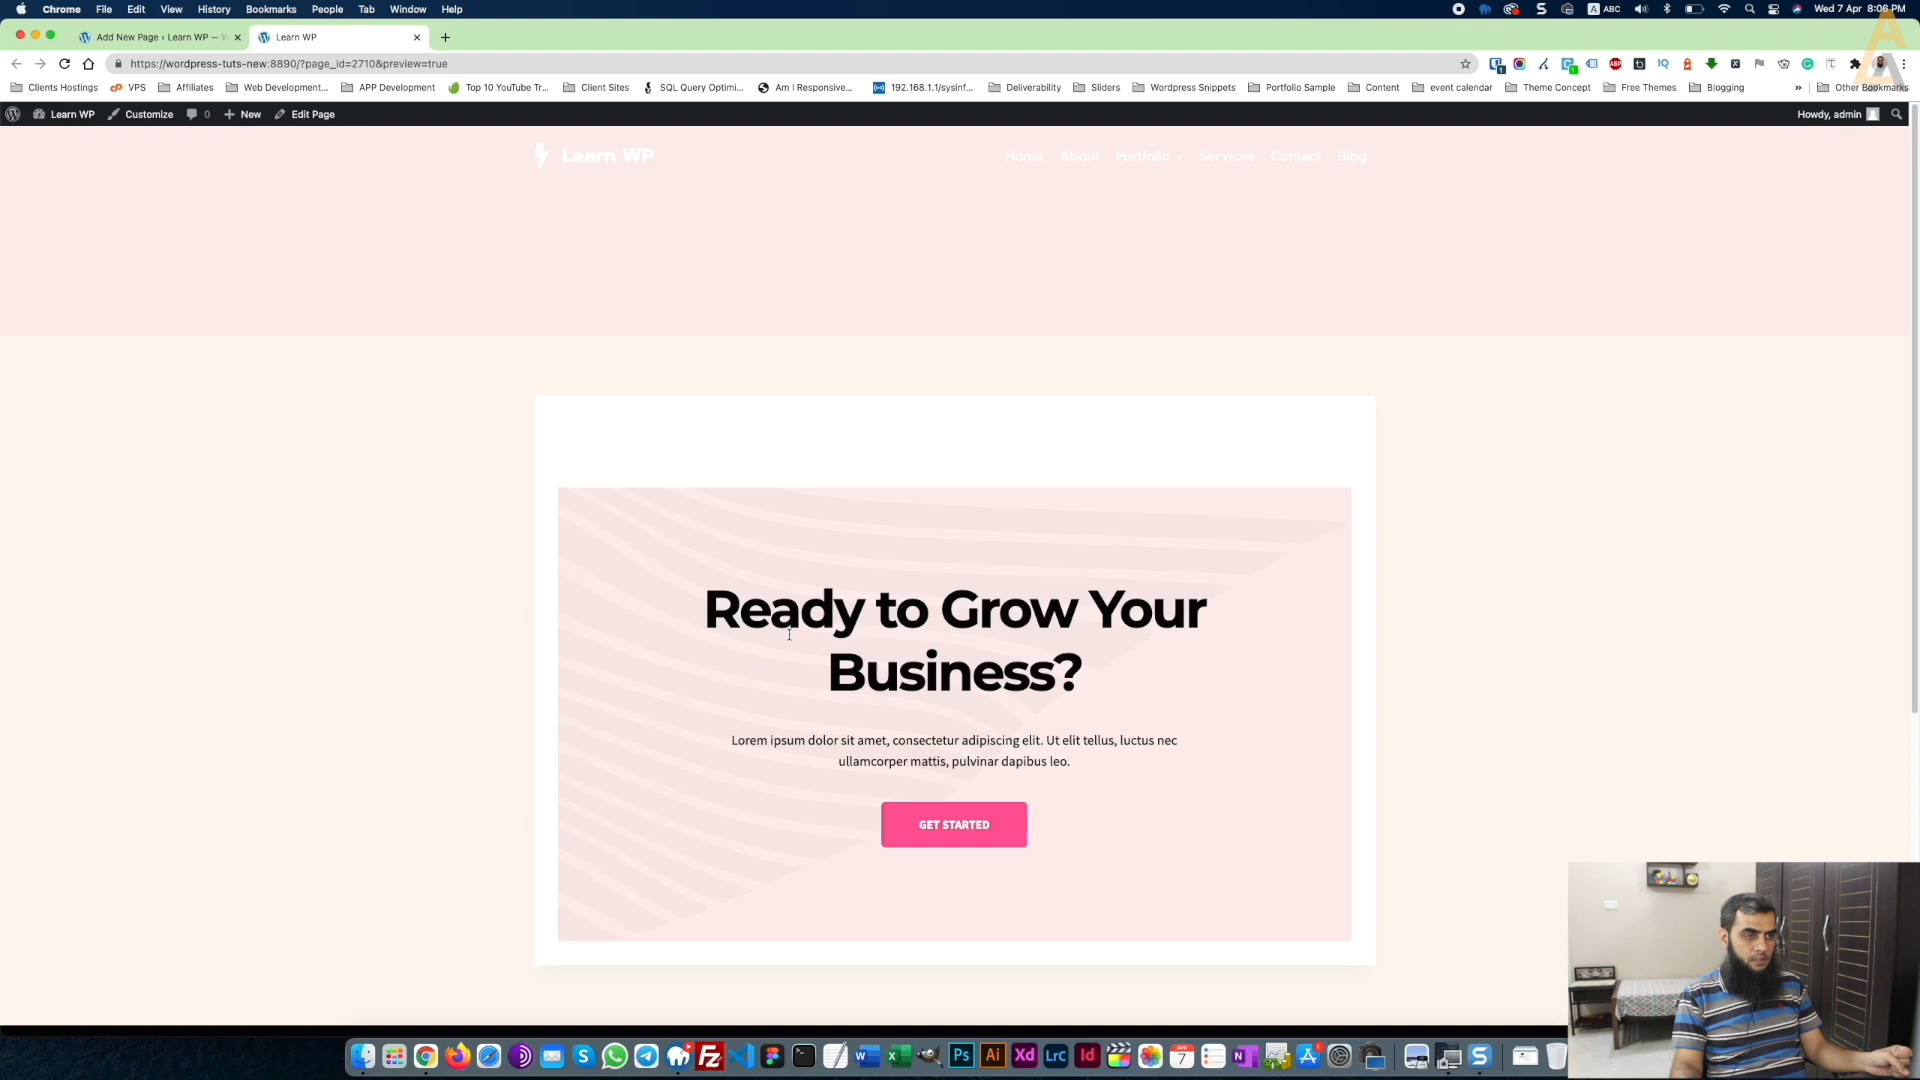 Chrome File Edit View History Bookmarks People Tab Window Help
ABC Wed 7 Apr 8:06 PM
Add New Page ‹ Learn WP —
Learn WP
https://wordpress-tuts-new:8890/?page_id=2710&preview=true
Clients Hostings VPS Affiliates Web Development... APP Development Top 10 YouTube Tr... Client Sites SQL Query Optimi... Am I Responsive... 192.168.1.1/sysinf... Deliverability Sliders Wordpress Snippets Portfolio Sample Content event calendar Theme Concept Free Themes Blogging » Other Bookmarks
Learn WP Customize 0 New Edit Page
Howdy, admin
Learn WP
Home About Portfolio Services Contact Blog
Ready to Grow Your
Business?
Lorem ipsum dolor sit amet, consectetur adipiscing elit. Ut elit tellus, luctus nec
ullamcorper mattis, pulvinar dapibus leo.
GET STARTED